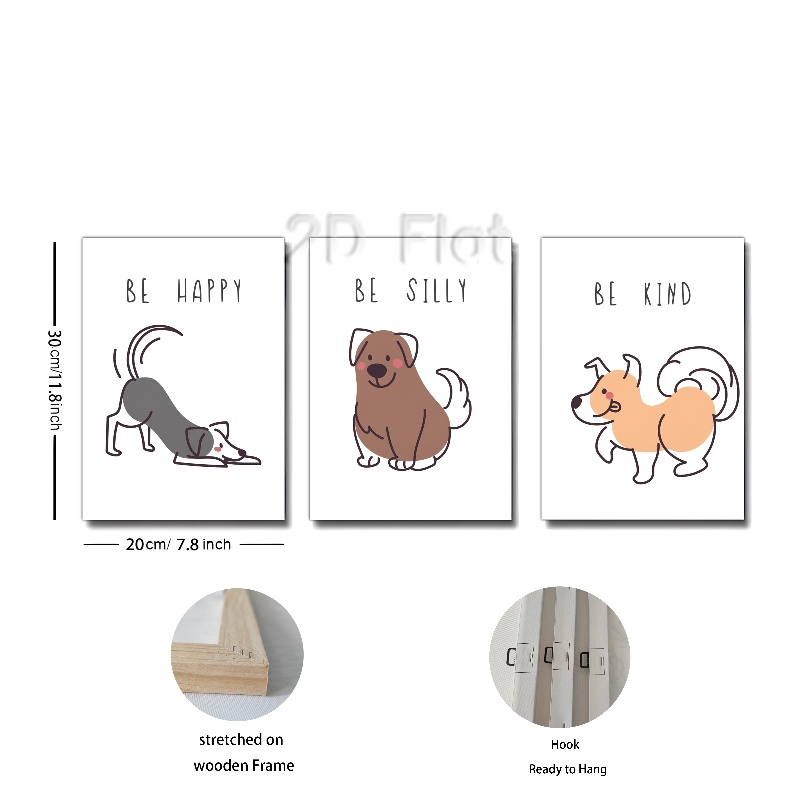 2D Flat
BE HAPPY
BE SILLY
BE KIND
30cm/11.8inch
20cm/ 7.8 inch
stretched on
wooden Frame
Hook
Ready to Hang